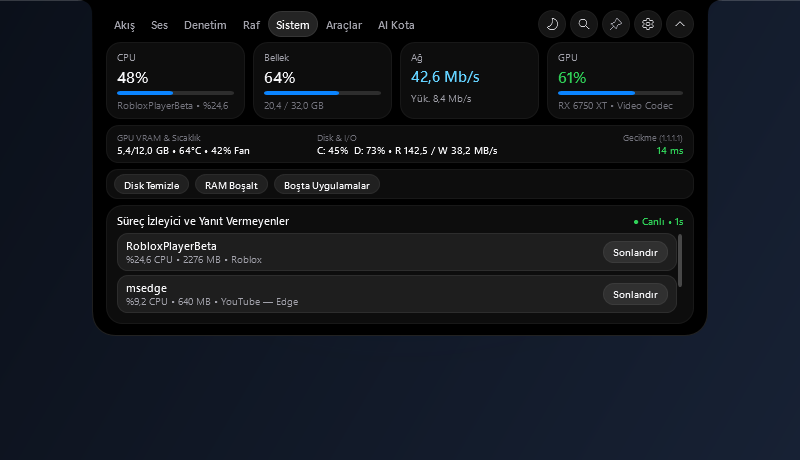 Akış Ses Denetim Raf Sistem Araçlar AI Kota
CPU
48%
RobloxPlayerBeta • %24,6
Bellek
64%
20,4 / 32,0 GB
Ağ
42,6 Mb/s
Yük. 8,4 Mb/s
GPU
61%
RX 6750 XT • Video Codec
GPU VRAM & Sıcaklık
5,4/12,0 GB • 64°C • 42% Fan
Disk & I/O
C: 45% D: 73% • R 142,5 / W 38,2 MB/s
Gecikme (1.1.1.1)
14 ms
Disk Temizle RAM Boşalt Boşta Uygulamalar
Süreç İzleyici ve Yanıt Vermeyenler
• Canlı • 1s
RobloxPlayerBeta
%24,6 CPU • 2276 MB • Roblox
Sonlandır
msedge
%9,2 CPU • 640 MB • YouTube — Edge
Sonlandır